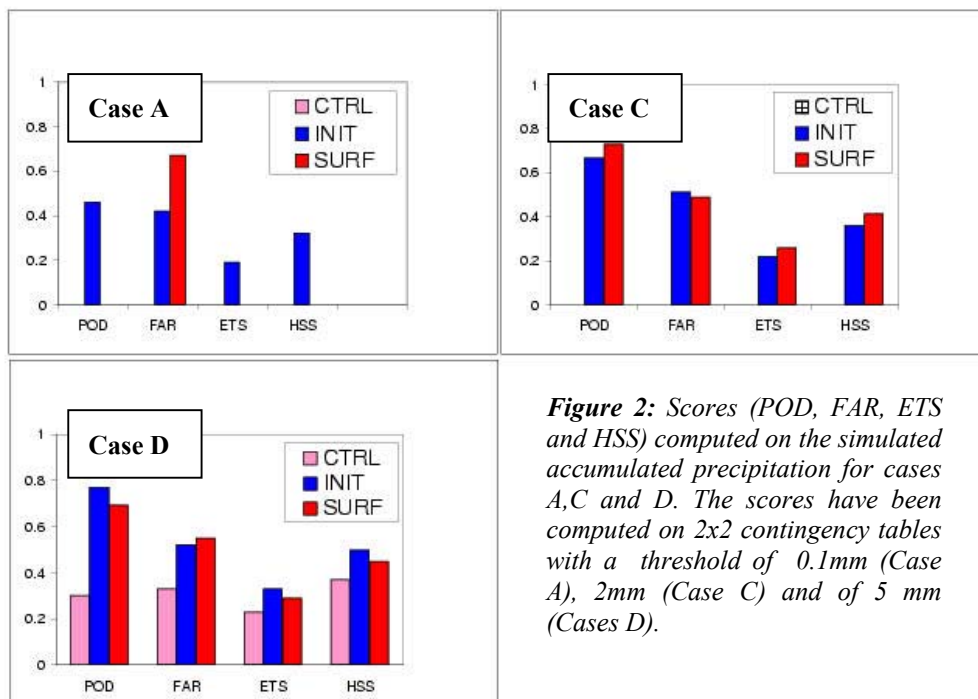 Case A
CTRL
INIT
SURF
1
0.8
0.6
0.4
0.2
0
POD FAR ETS HSS
Case C
CTRL
INIT
SURF
1
0.8
0.6
0.4
0.2
0
POD FAR ETS HSS
Case D
CTRL
INIT
SURF
1
0.8
0.6
0.4
0.2
0
POD FAR ETS HSS
Figure 2: Scores (POD, FAR, ETS
and HSS) computed on the simulated
accumulated precipitation for cases
A,C and D. The scores have been
computed on 2x2 contingency tables
with a threshold of 0.1mm (Case
A), 2mm (Case C) and of 5 mm
(Cases D).